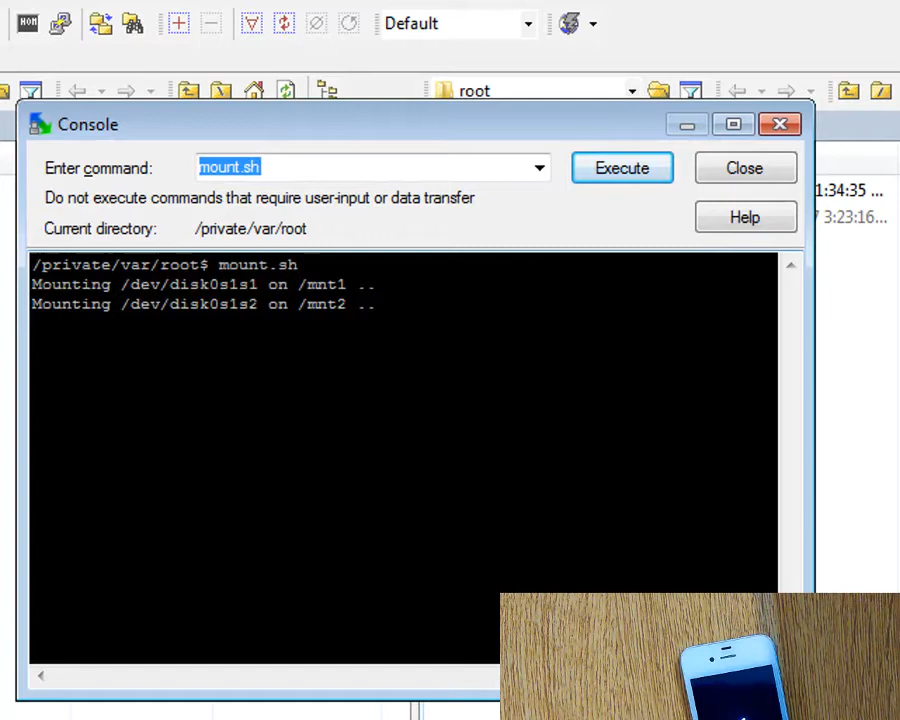 HOM
Default
root
Console
Enter command:
mount.sh
Execute
Close
Do not execute commands that require user-input or data transfer
Current directory:
/private/var/root
Help
1:34:35 ...
3:23:16...
/private/var/root$ mount.sh
Mounting /dev/disk0s1s1 on /mnt1 ..
Mounting /dev/disk0s1s2 on /mnt2 ..